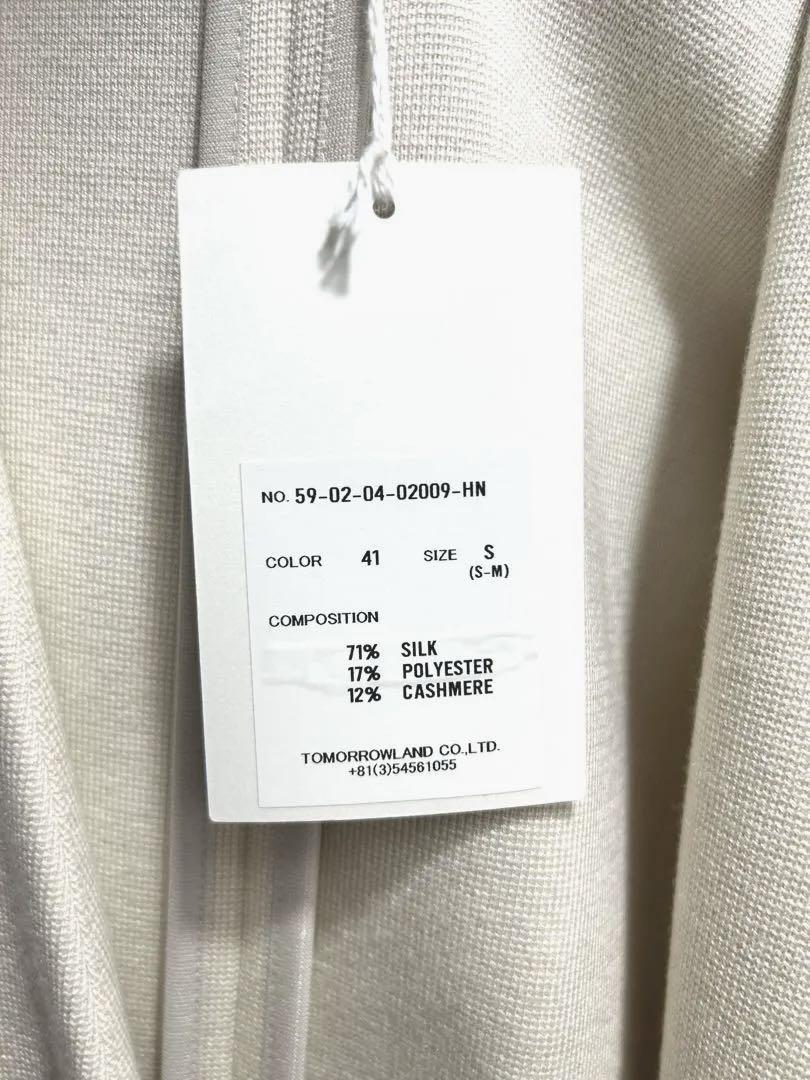 NO. 59-02-04-02009-HN
COLOR 41 SIZE S
(S-M)
COMPOSITION
71% SILK
17% POLYESTER
12% CASHMERE
TOMORROWLAND CO.,LTD.
+81(3)54561055